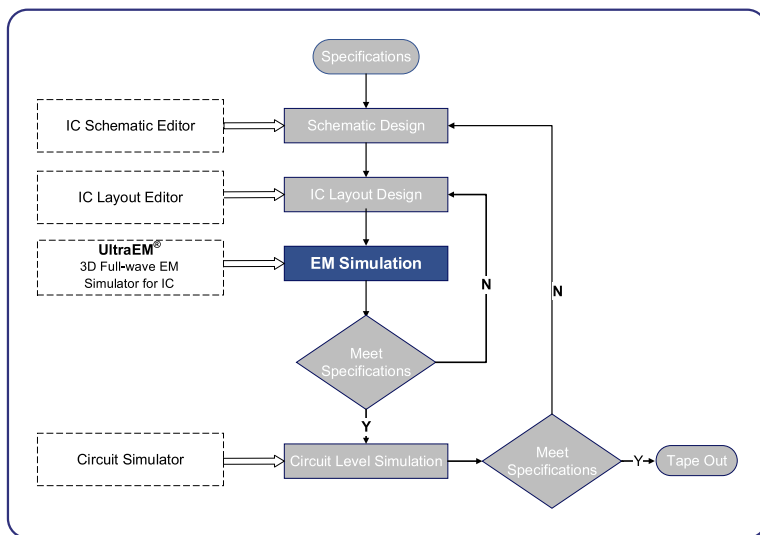 Specifications
IC Schematic Editor
Schematic Design
IC Layout Editor
IC Layout Design
UltraEM®
3D Full-wave EM
Simulator for IC
EM Simulation
N
N
Meet
Specifications
Y
Circuit Simulator
Circuit Level Simulation
Meet
Specifications
Y
Tape Out